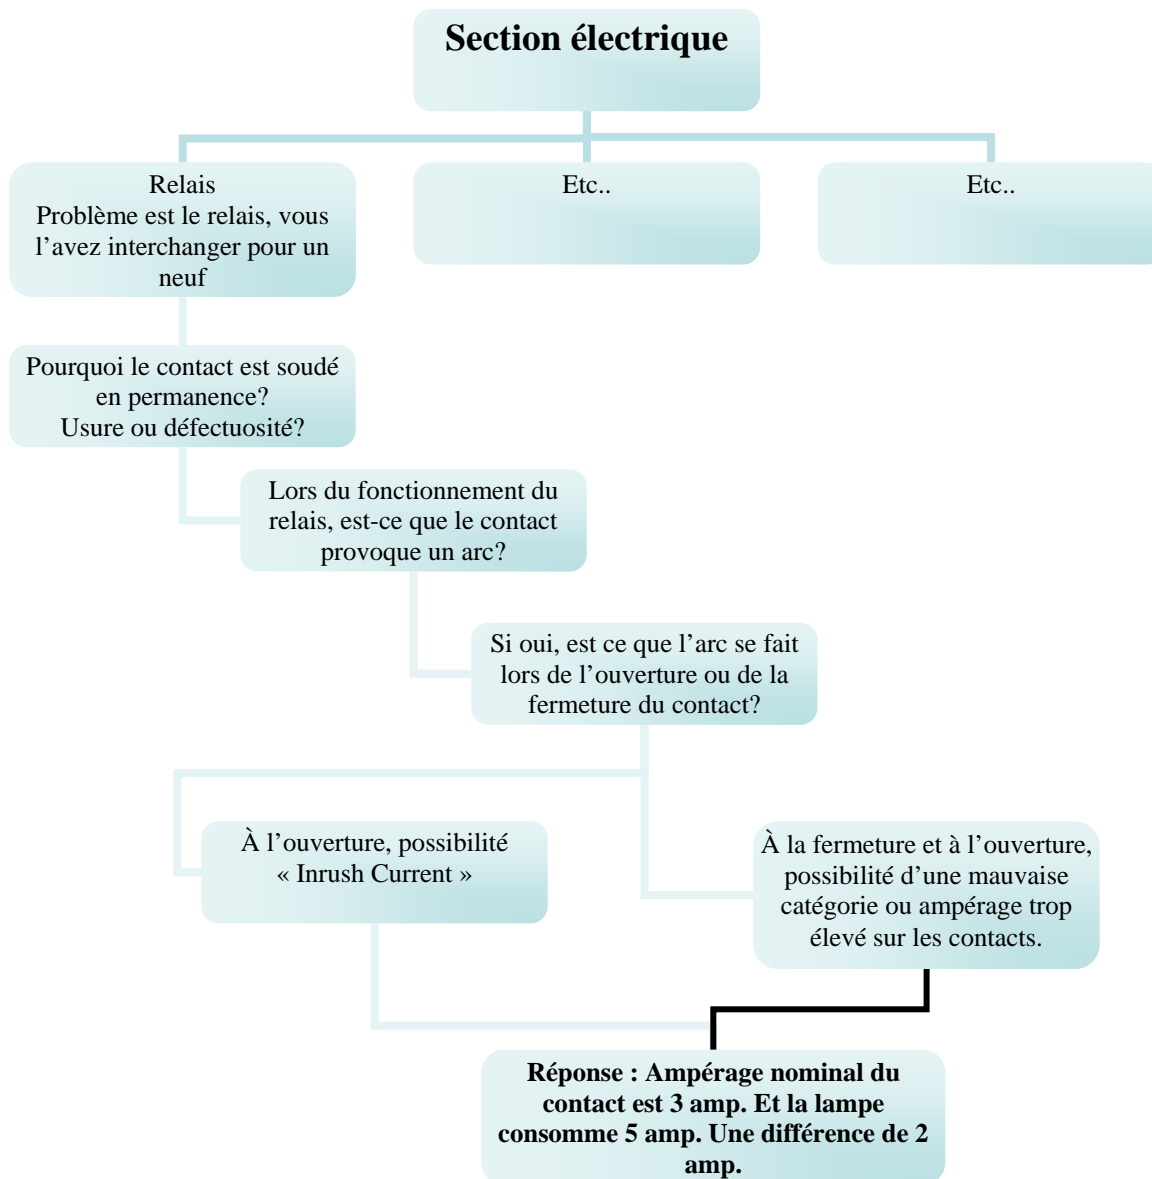 Section électrique
Relais
Problème est le relais, vous
l’avez interchanger pour un
neuf
Etc..
Etc..
Pourquoi le contact est soudé
en permanence?
Usure ou défectuosité?
Lors du fonctionnement du
relais, est-ce que le contact
provoque un arc?
Si oui, est ce que l’arc se fait
lors de l’ouverture ou de la
fermeture du contact?
À l’ouverture, possibilité
« Inrush Current »
À la fermeture et à l’ouverture,
possibilité d’une mauvaise
catégorie ou ampérage trop
élevé sur les contacts.
Réponse : Ampérage nominal du
contact est 3 amp. Et la lampe
consomme 5 amp. Une différence de 2
amp.